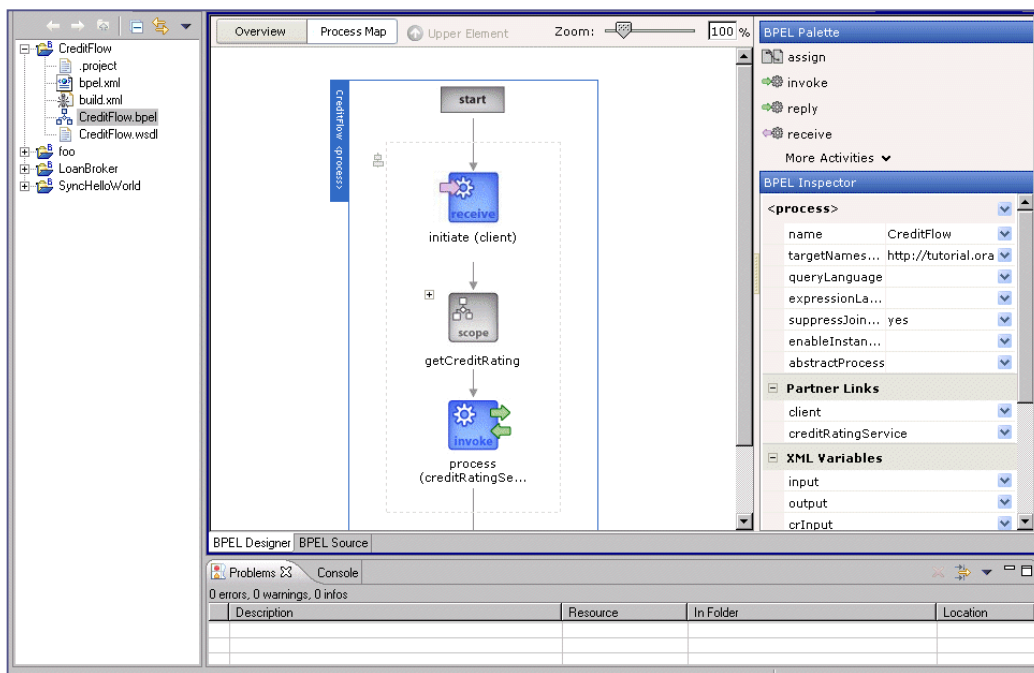 CreditFlow
.project
bpel.xml
build.xml
CreditFlow.bpel
CreditFlow.wsdl
foo
LoanBroker
SyncHelloWorld
Overview
Process Map
Upper Element
Zoom:
100 %
CreditFlow <process>
start
receive
initiate (client)
scope
getCreditRating
invoke
process
(creditRatingSe...
BPEL Designer
BPEL Source
BPEL Palette
assign
invoke
reply
receive
More Activities
BPEL Inspector
<process>
name CreditFlow
targetNames... http://tutorial.ora
queryLanguage
expressionLa...
suppressJoin... yes
enableInstan...
abstractProcess
Partner Links
client
creditRatingService
XML Variables
input
output
crInput
Problems
Console
0 errors, 0 warnings, 0 infos
Description Resource In Folder Location